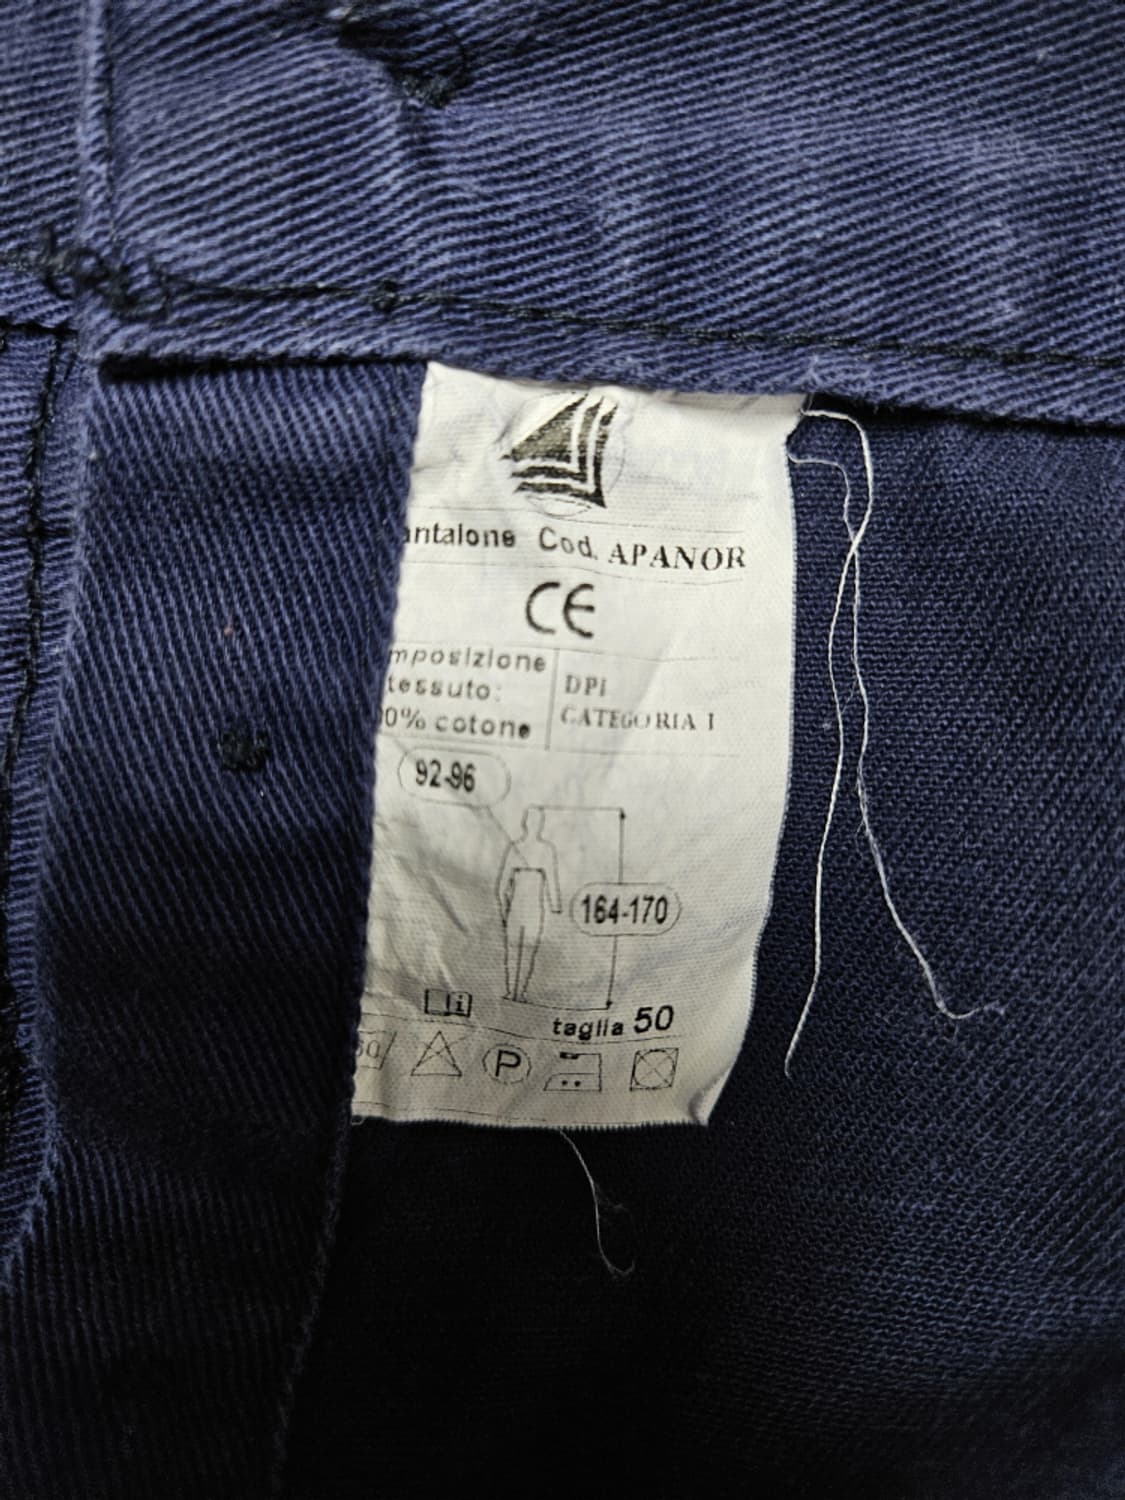 antalone Cod. APANOR
CE
mposizione
tessuto:
0% cotone
DPI
CATEGORIA I
92-96
164-170
i
taglia 50
P